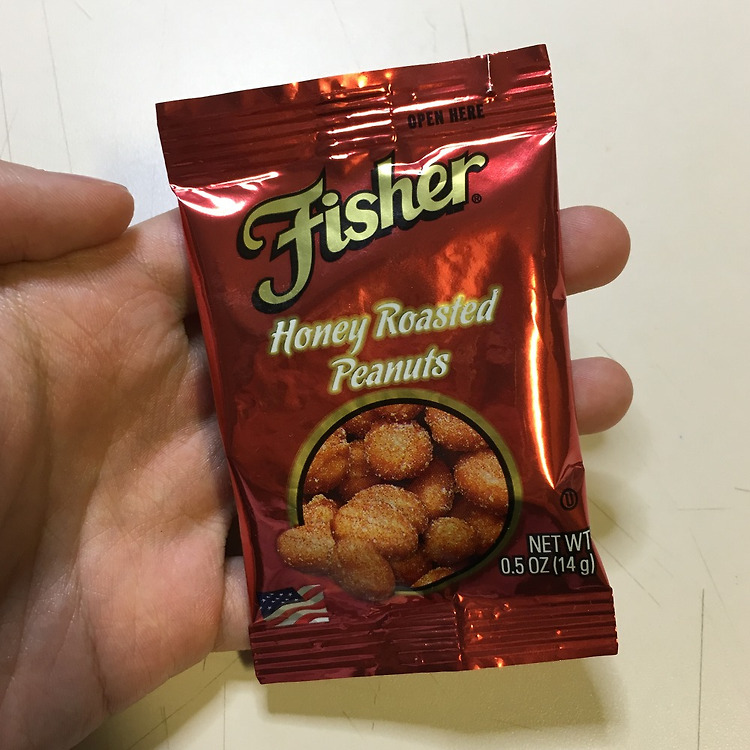 OPEN HERE
Fisher®
Honey Roasted
Peanuts
U
NET WT
0.5 OZ (14 g)